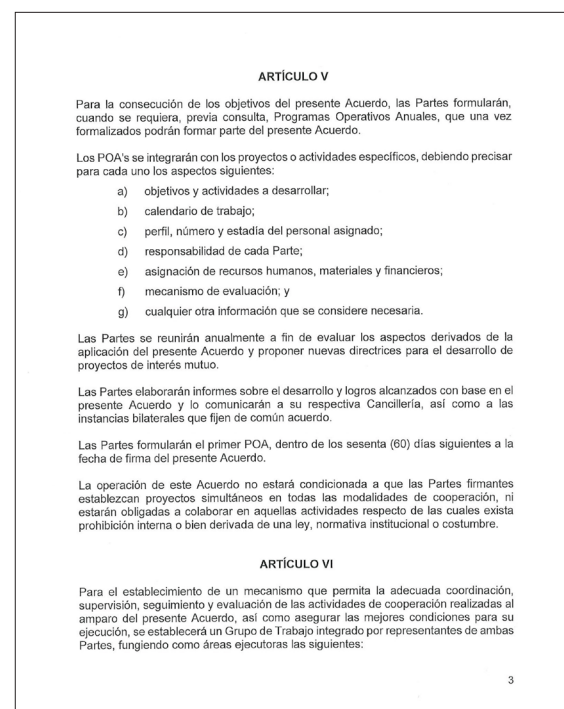 ARTÍCULO V
Para la consecución de los objetivos del presente Acuerdo, las Partes formularán,
cuando se requiera, previa consulta, Programas Operativos Anuales, que una vez
formalizados podrán formar parte del presente Acuerdo.
Los POA's se integrarán con los proyectos o actividades específicos, debiendo precisar
para cada uno los aspectos siguientes:
a) objetivos y actividades a desarrollar;
b) calendario de trabajo;
c) perfil, número y estadía del personal asignado;
d) responsabilidad de cada Parte;
e) asignación de recursos humanos, materiales y financieros;
f) mecanismo de evaluación; y
g) cualquier otra información que se considere necesaria.
Las Partes se reunirán anualmente a fin de evaluar los aspectos derivados de la
aplicación del presente Acuerdo y proponer nuevas directrices para el desarrollo de
proyectos de interés mutuo.
Las Partes elaborarán informes sobre el desarrollo y logros alcanzados con base en el
presente Acuerdo y lo comunicarán a su respectiva Cancillería, así como a las
instancias bilaterales que fijen de común acuerdo.
Las Partes formularán el primer POA, dentro de los sesenta (60) días siguientes a la
fecha de firma del presente Acuerdo.
La operación de este Acuerdo no estará condicionada a que las Partes firmantes
establezcan proyectos simultáneos en todas las modalidades de cooperación, ni
estarán obligadas a colaborar en aquellas actividades respecto de las cuales exista
prohibición interna o bien derivada de una ley, normativa institucional o costumbre.
ARTÍCULO VI
Para el establecimiento de un mecanismo que permita la adecuada coordinación,
supervisión, seguimiento y evaluación de las actividades de cooperación realizadas al
amparo del presente Acuerdo, así como asegurar las mejores condiciones para su
ejecución, se establecerá un Grupo de Trabajo integrado por representantes de ambas
Partes, fungiendo como áreas ejecutoras las siguientes:
3